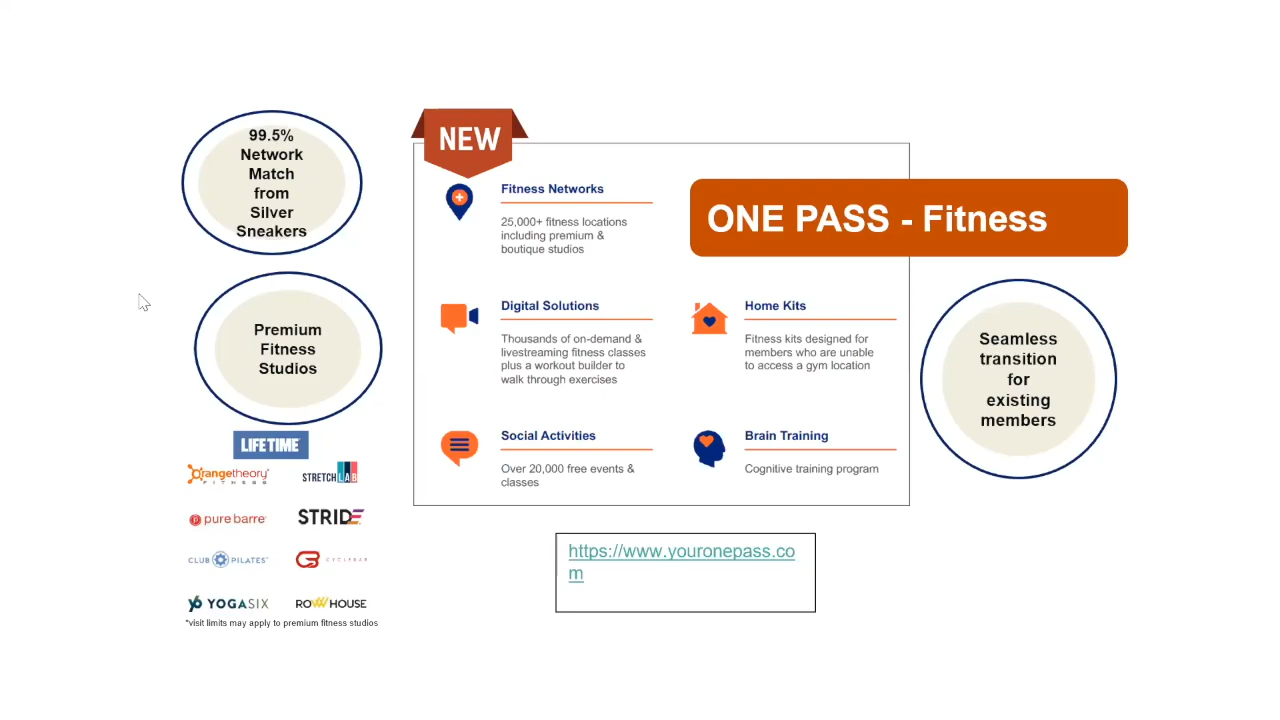 99.5%
Network
Match
from
Silver
Sneakers
Premium
Fitness
Studios
LIFETIME
Orangetheory
FITNESS
STRETCHLAB
pure barre
STRIDE
CLUB PILATES
CYCLEBAR
YOGASIX
ROWHOUSE
*visit limits may apply to premium fitness studios
NEW
ONE PASS - Fitness
Fitness Networks
25,000+ fitness locations
including premium &
boutique studios
Digital Solutions
Thousands of on-demand &
livestreaming fitness classes
plus a workout builder to
walk through exercises
Home Kits
Fitness kits designed for
members who are unable
to access a gym location
Social Activities
Over 20,000 free events &
classes
Brain Training
Cognitive training program
Seamless
transition
for
existing
members
https://www.youronepass.co
m